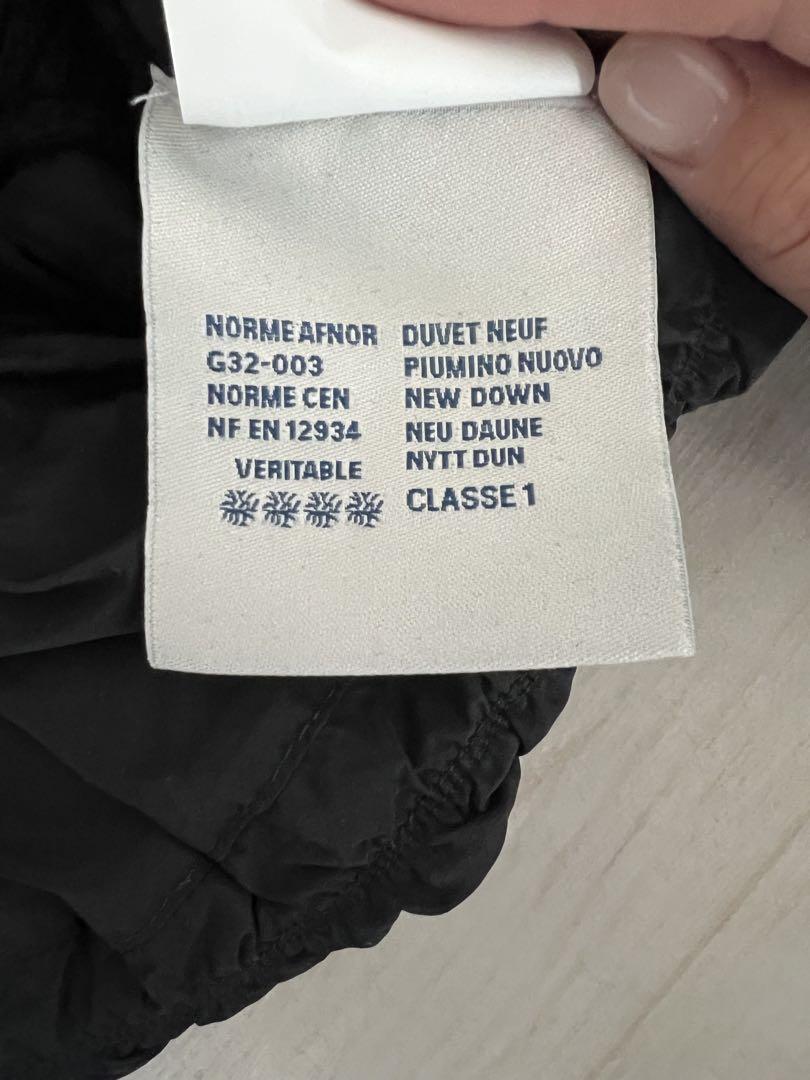 NORME AFNOR
G32-003
NORME CEN
NF EN 12934
VERITABLE
DUVET NEUF
PIUMINO NUOVO
NEW DOWN
NEU DAUNE
NYTT DUN
CLASSE 1